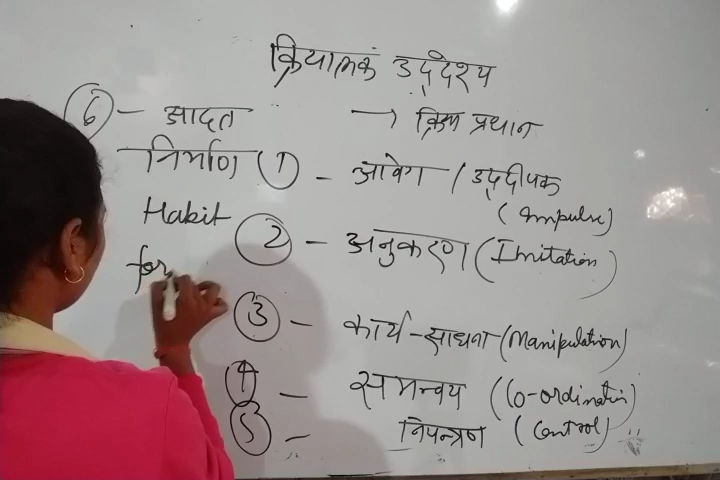 क्रियात्मक उद्देश्य
→ क्रिया प्रधान
1 - आवेग / उद्दीपक
(Impulse)
2 - अनुकरण (Imitation)
3 - कार्य-साधना (Manipulation)
4 - समन्वय (Co-ordination)
5 - नियन्त्रण (Control)
6 - आदत
निर्माण
Habit
for